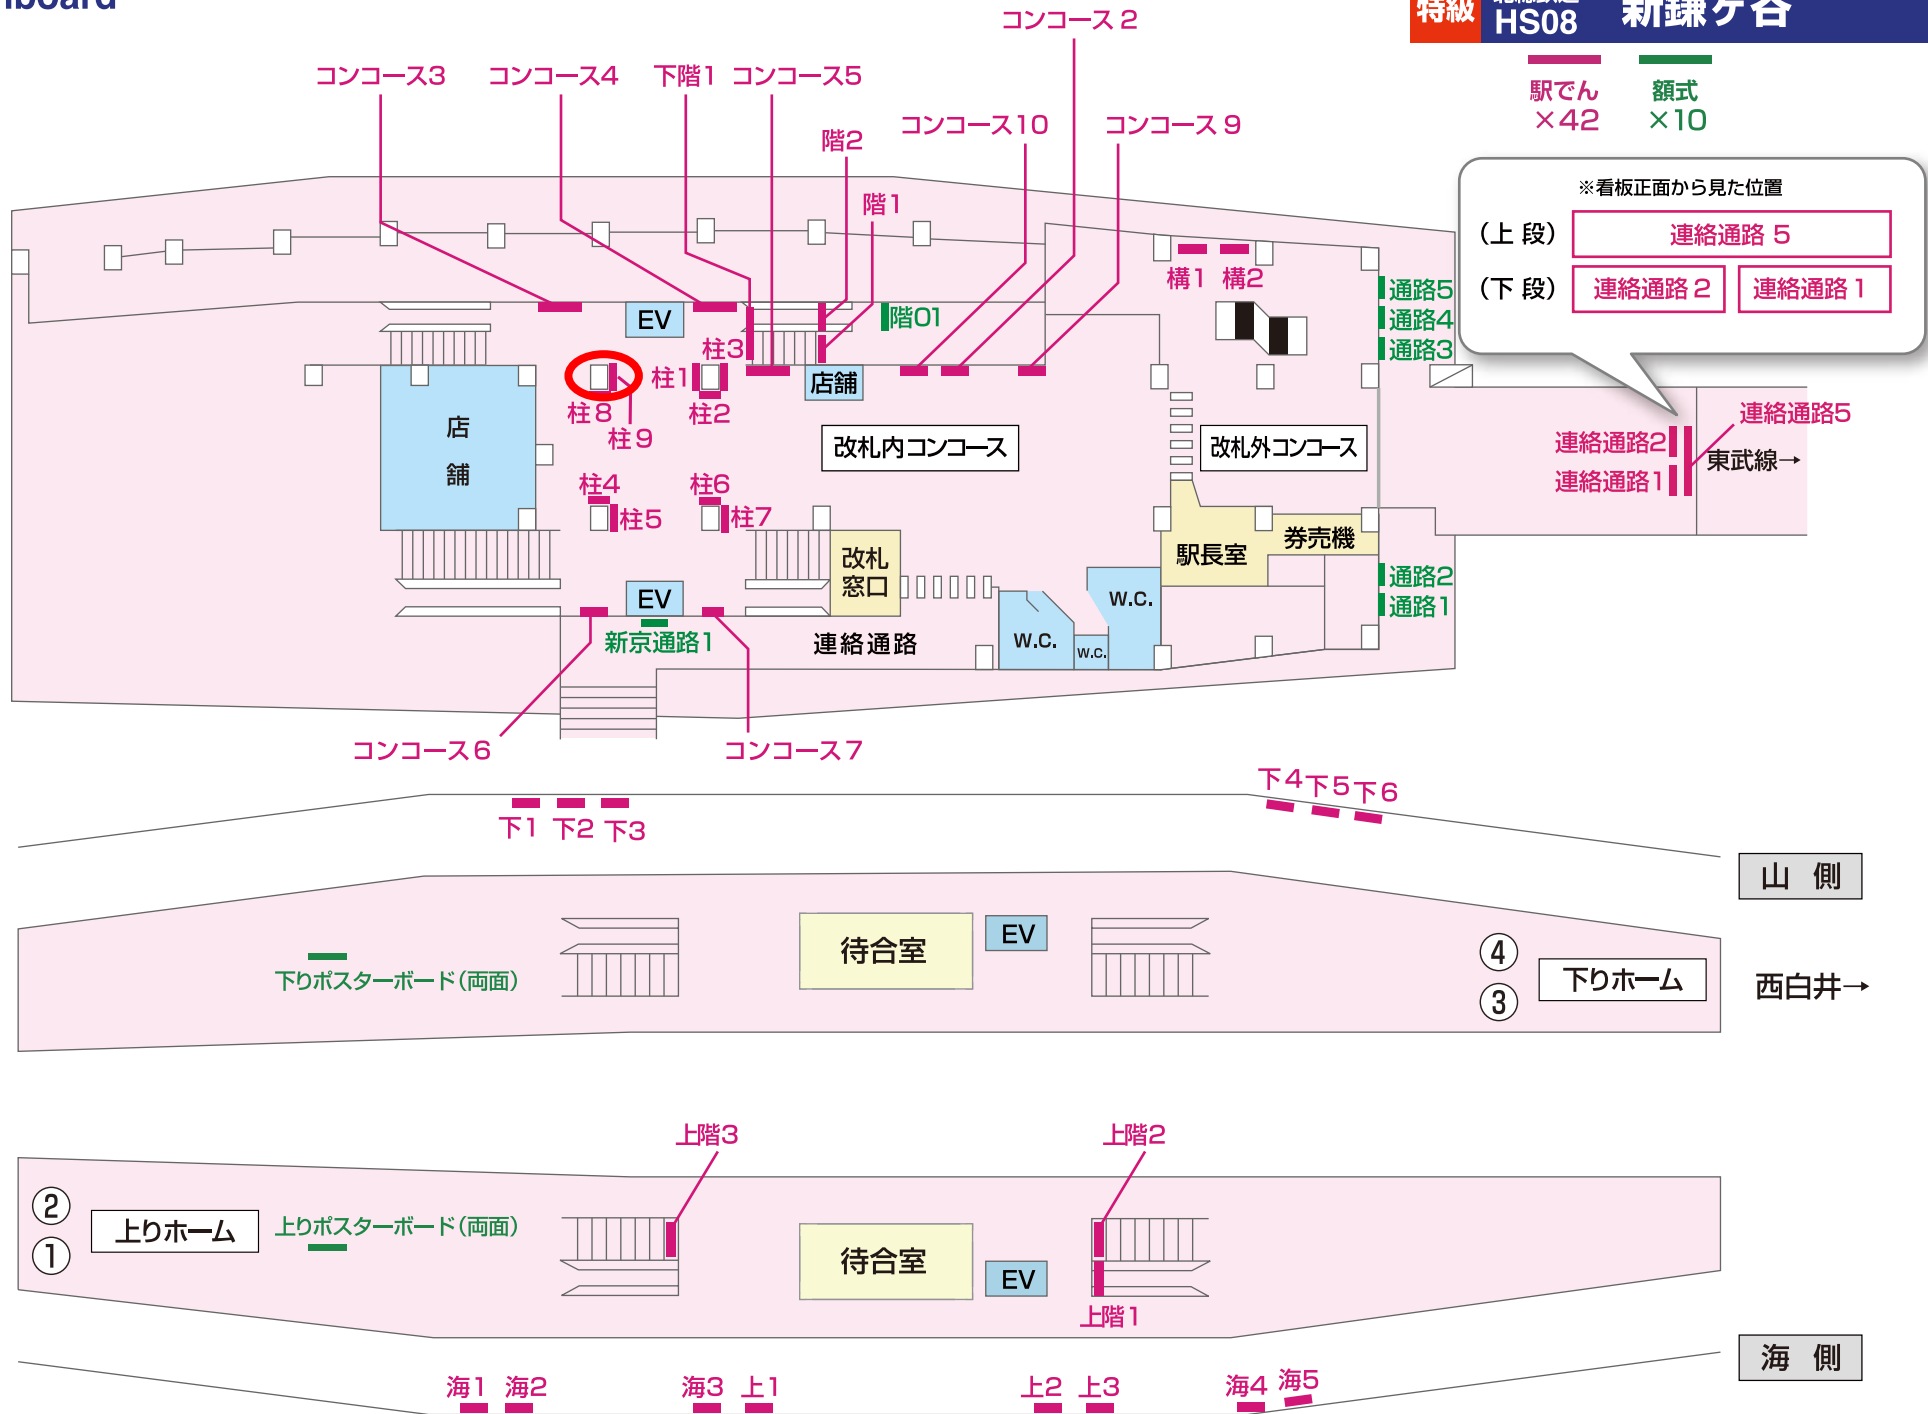 特級
HS08
新鎌ヶ谷
駅でん
×42
額式
×10
コンコース 2
コンコース3
コンコース4
下階1
コンコース5
コンコース10
コンコース 9
階2
階1
※看板正面から見た位置
(上 段)
連絡通路 5
(下 段)
連絡通路 2
連絡通路 1
構1
構2
通路5
通路4
通路3
EV
階01
柱3
柱1
店舗
柱8
柱2
柱9
店
舗
改札内コンコース
改札外コンコース
連絡通路5
連絡通路2
連絡通路1
東武線→
柱4
柱6
柱5
柱7
改札
窓口
駅長室
券売機
通路2
通路1
EV
新京通路1
連絡通路
W.C.
W.C.
W.C.
コンコース 6
コンコース 7
下1
下2
下3
下4
下5
下6
山 側
待合室
EV
下りポスターボード(両面)
④
③
下りホーム
西白井→
上階3
上階2
②
①
上りホーム
上りポスターボード(両面)
待合室
EV
上階1
海 側
海1
海2
海3
上1
上2
上3
海4
海5